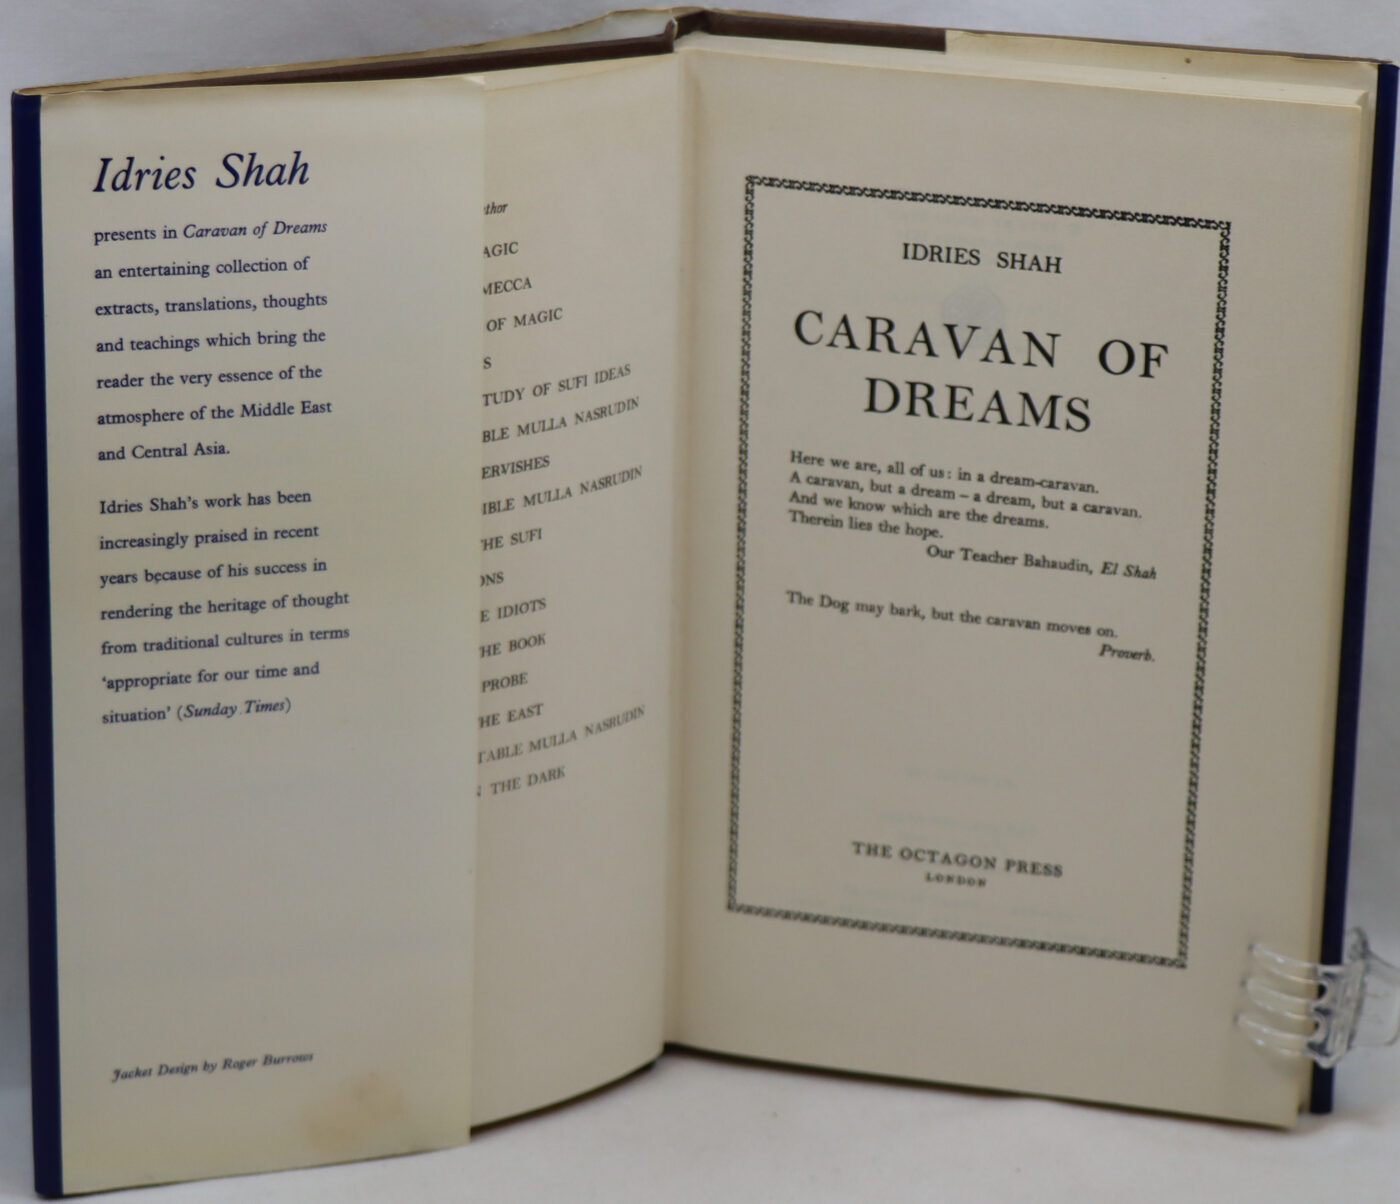 Idries Shah
presents in Caravan of Dreams
an entertaining collection of
extracts, translations, thoughts
and teachings which bring the
reader the very essence of the
atmosphere of the Middle East
and Central Asia.
Idries Shah's work has been
increasingly praised in recent
years because of his success in
rendering the heritage of thought
from traditional cultures in terms
'appropriate for our time and
situation' (Sunday Times)
Jacket Design by Roger Burrows
thor
AGIC
MECCA
OF MAGIC
S
TUDY OF SUFI IDEAS
BLE MULLA NASRUDIN
ERVISHES
IBLE MULLA NASRUDIN
HE SUFI
ONS
E IDIOTS
HE BOOK
PROBE
HE EAST
TABLE MULLA NASRUDIN
N THE DARK
IDRIES SHAH
CARAVAN OF
DREAMS
Here we are, all of us: in a dream-caravan.
A caravan, but a dream – a dream, but a caravan.
And we know which are the dreams.
Therein lies the hope.
Our Teacher Bahaudin, El Shah
The Dog may bark, but the caravan moves on.
Proverb.
THE OCTAGON PRESS
LONDON